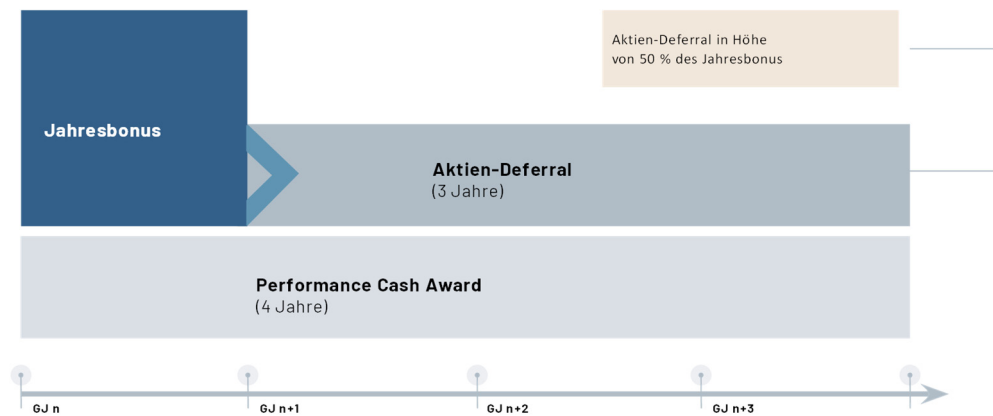 Aktien-Deferral in Höhe
von 50 % des Jahresbonus
Jahresbonus
Aktien-Deferral
(3 Jahre)
Performance Cash Award
(4 Jahre)
GJ n
GJ n+1
GJ n+2
GJ n+3